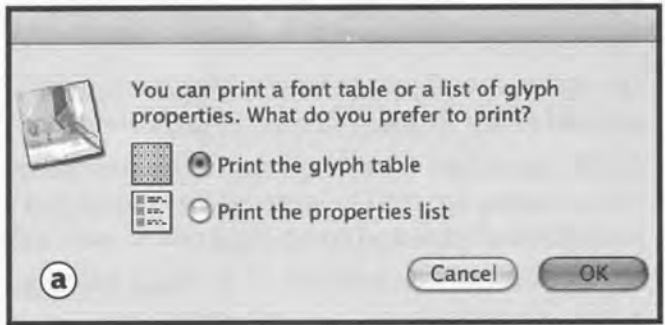 You can print a font table or a list of glyph
properties. What do you prefer to print?
Print the glyph table
Print the properties list
a
Cancel
OK